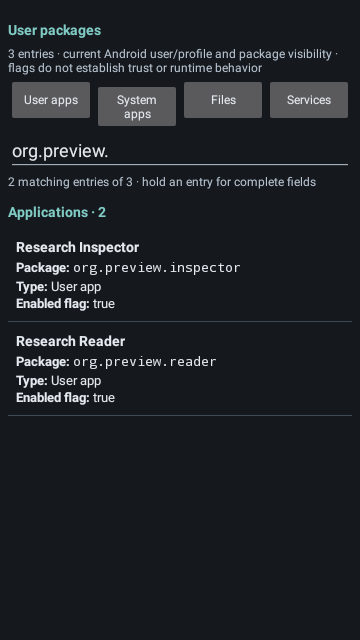 User packages
3 entries · current Android user/profile and package visibility ·
flags do not establish trust or runtime behavior
User apps
System
apps
Files
Services
org.preview.
2 matching entries of 3 · hold an entry for complete fields
Applications · 2
Research Inspector
Package: org.preview.inspector
Type: User app
Enabled flag: true
Research Reader
Package: org.preview.reader
Type: User app
Enabled flag: true